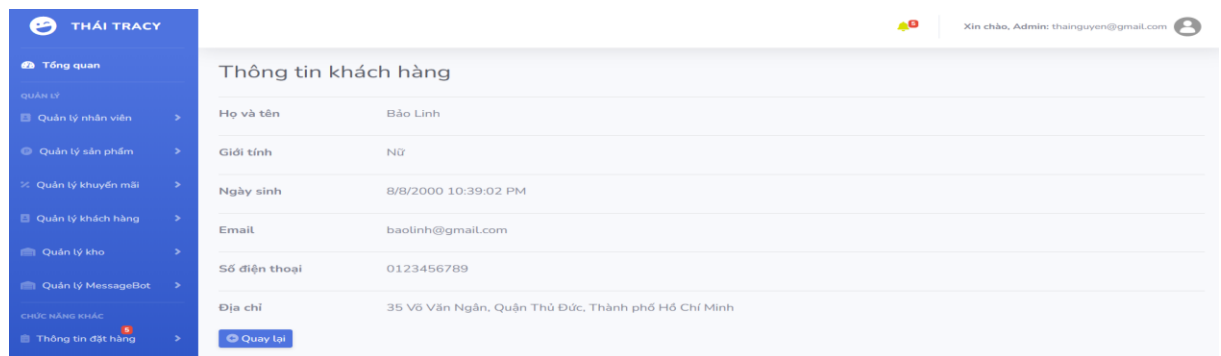 THÁI TRACY
5
Xin chào, Admin: thainguyen@gmail.com
Tổng quan
QUẢN LÝ
Quản lý nhân viên
Quản lý sản phẩm
Quản lý khuyến mãi
Quản lý khách hàng
Quản lý kho
Quản lý MessageBot
CHỨC NĂNG KHÁC
5
Thông tin đặt hàng
Thông tin khách hàng
Họ và tên Bảo Linh
Giới tính Nữ
Ngày sinh 8/8/2000 10:39:02 PM
Email baolinh@gmail.com
Số điện thoại 0123456789
Địa chỉ 35 Võ Văn Ngân, Quận Thủ Đức, Thành phố Hồ Chí Minh
Quay lại